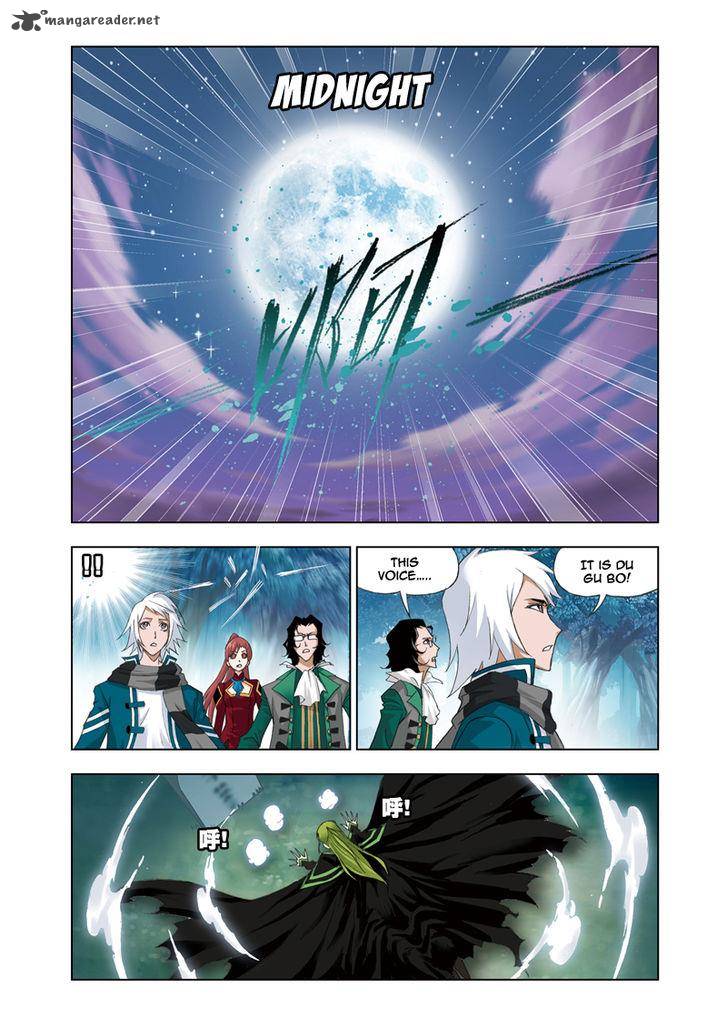 mangareader.net
MIDNIGHT
!!
THIS
VOICE.....
IT IS DU
GU BO!
呼!
呼!